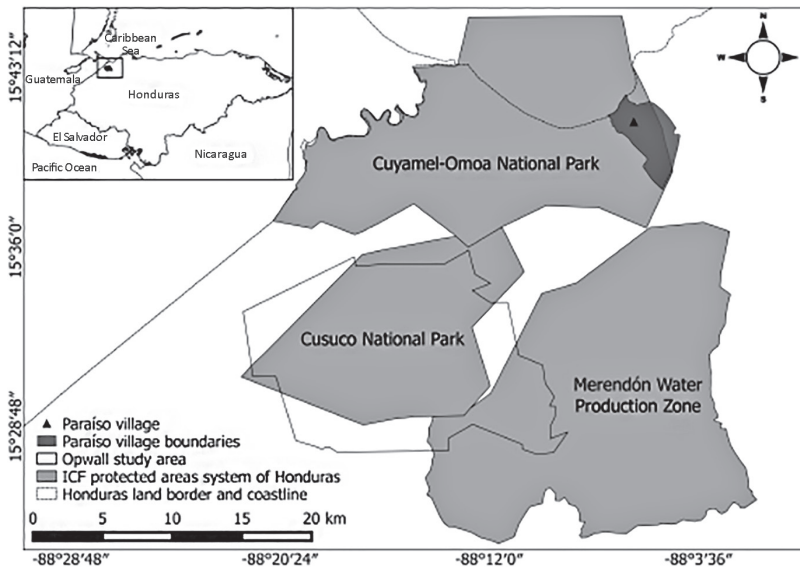 Caribbean
Sea
Guatemala
Honduras
El Salvador
Nicaragua
Pacific Ocean
N
W
E
S
15°43′12″
15°36′0″
15°28′48″
Cuyamel-Omoa National Park
Cusuco National Park
Merendón Water
Production Zone
Paraíso village
Paraíso village boundaries
Opwall study area
ICF protected areas system of Honduras
Honduras land border and coastline
0 5 10 15 20 km
-88°28′48″ -88°20′24″ -88°12′0″ -88°3′36″